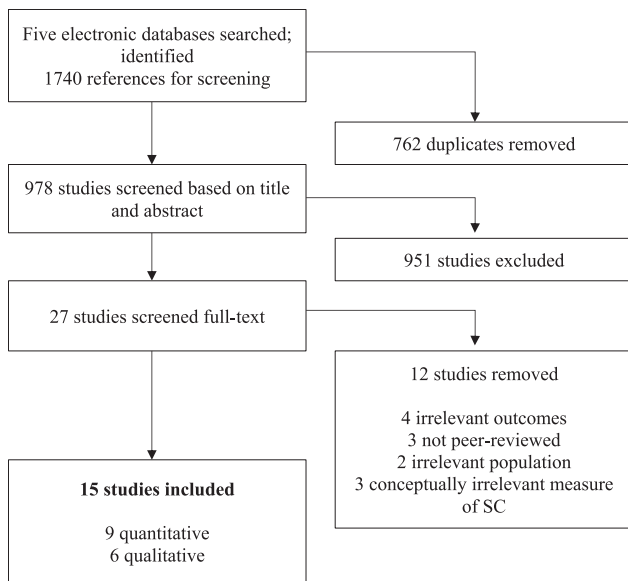 Five electronic databases searched;
identified
1740 references for screening
762 duplicates removed
978 studies screened based on title
and abstract
951 studies excluded
27 studies screened full-text
12 studies removed
4 irrelevant outcomes
3 not peer-reviewed
2 irrelevant population
3 conceptually irrelevant measure
of SC
15 studies included
9 quantitative
6 qualitative